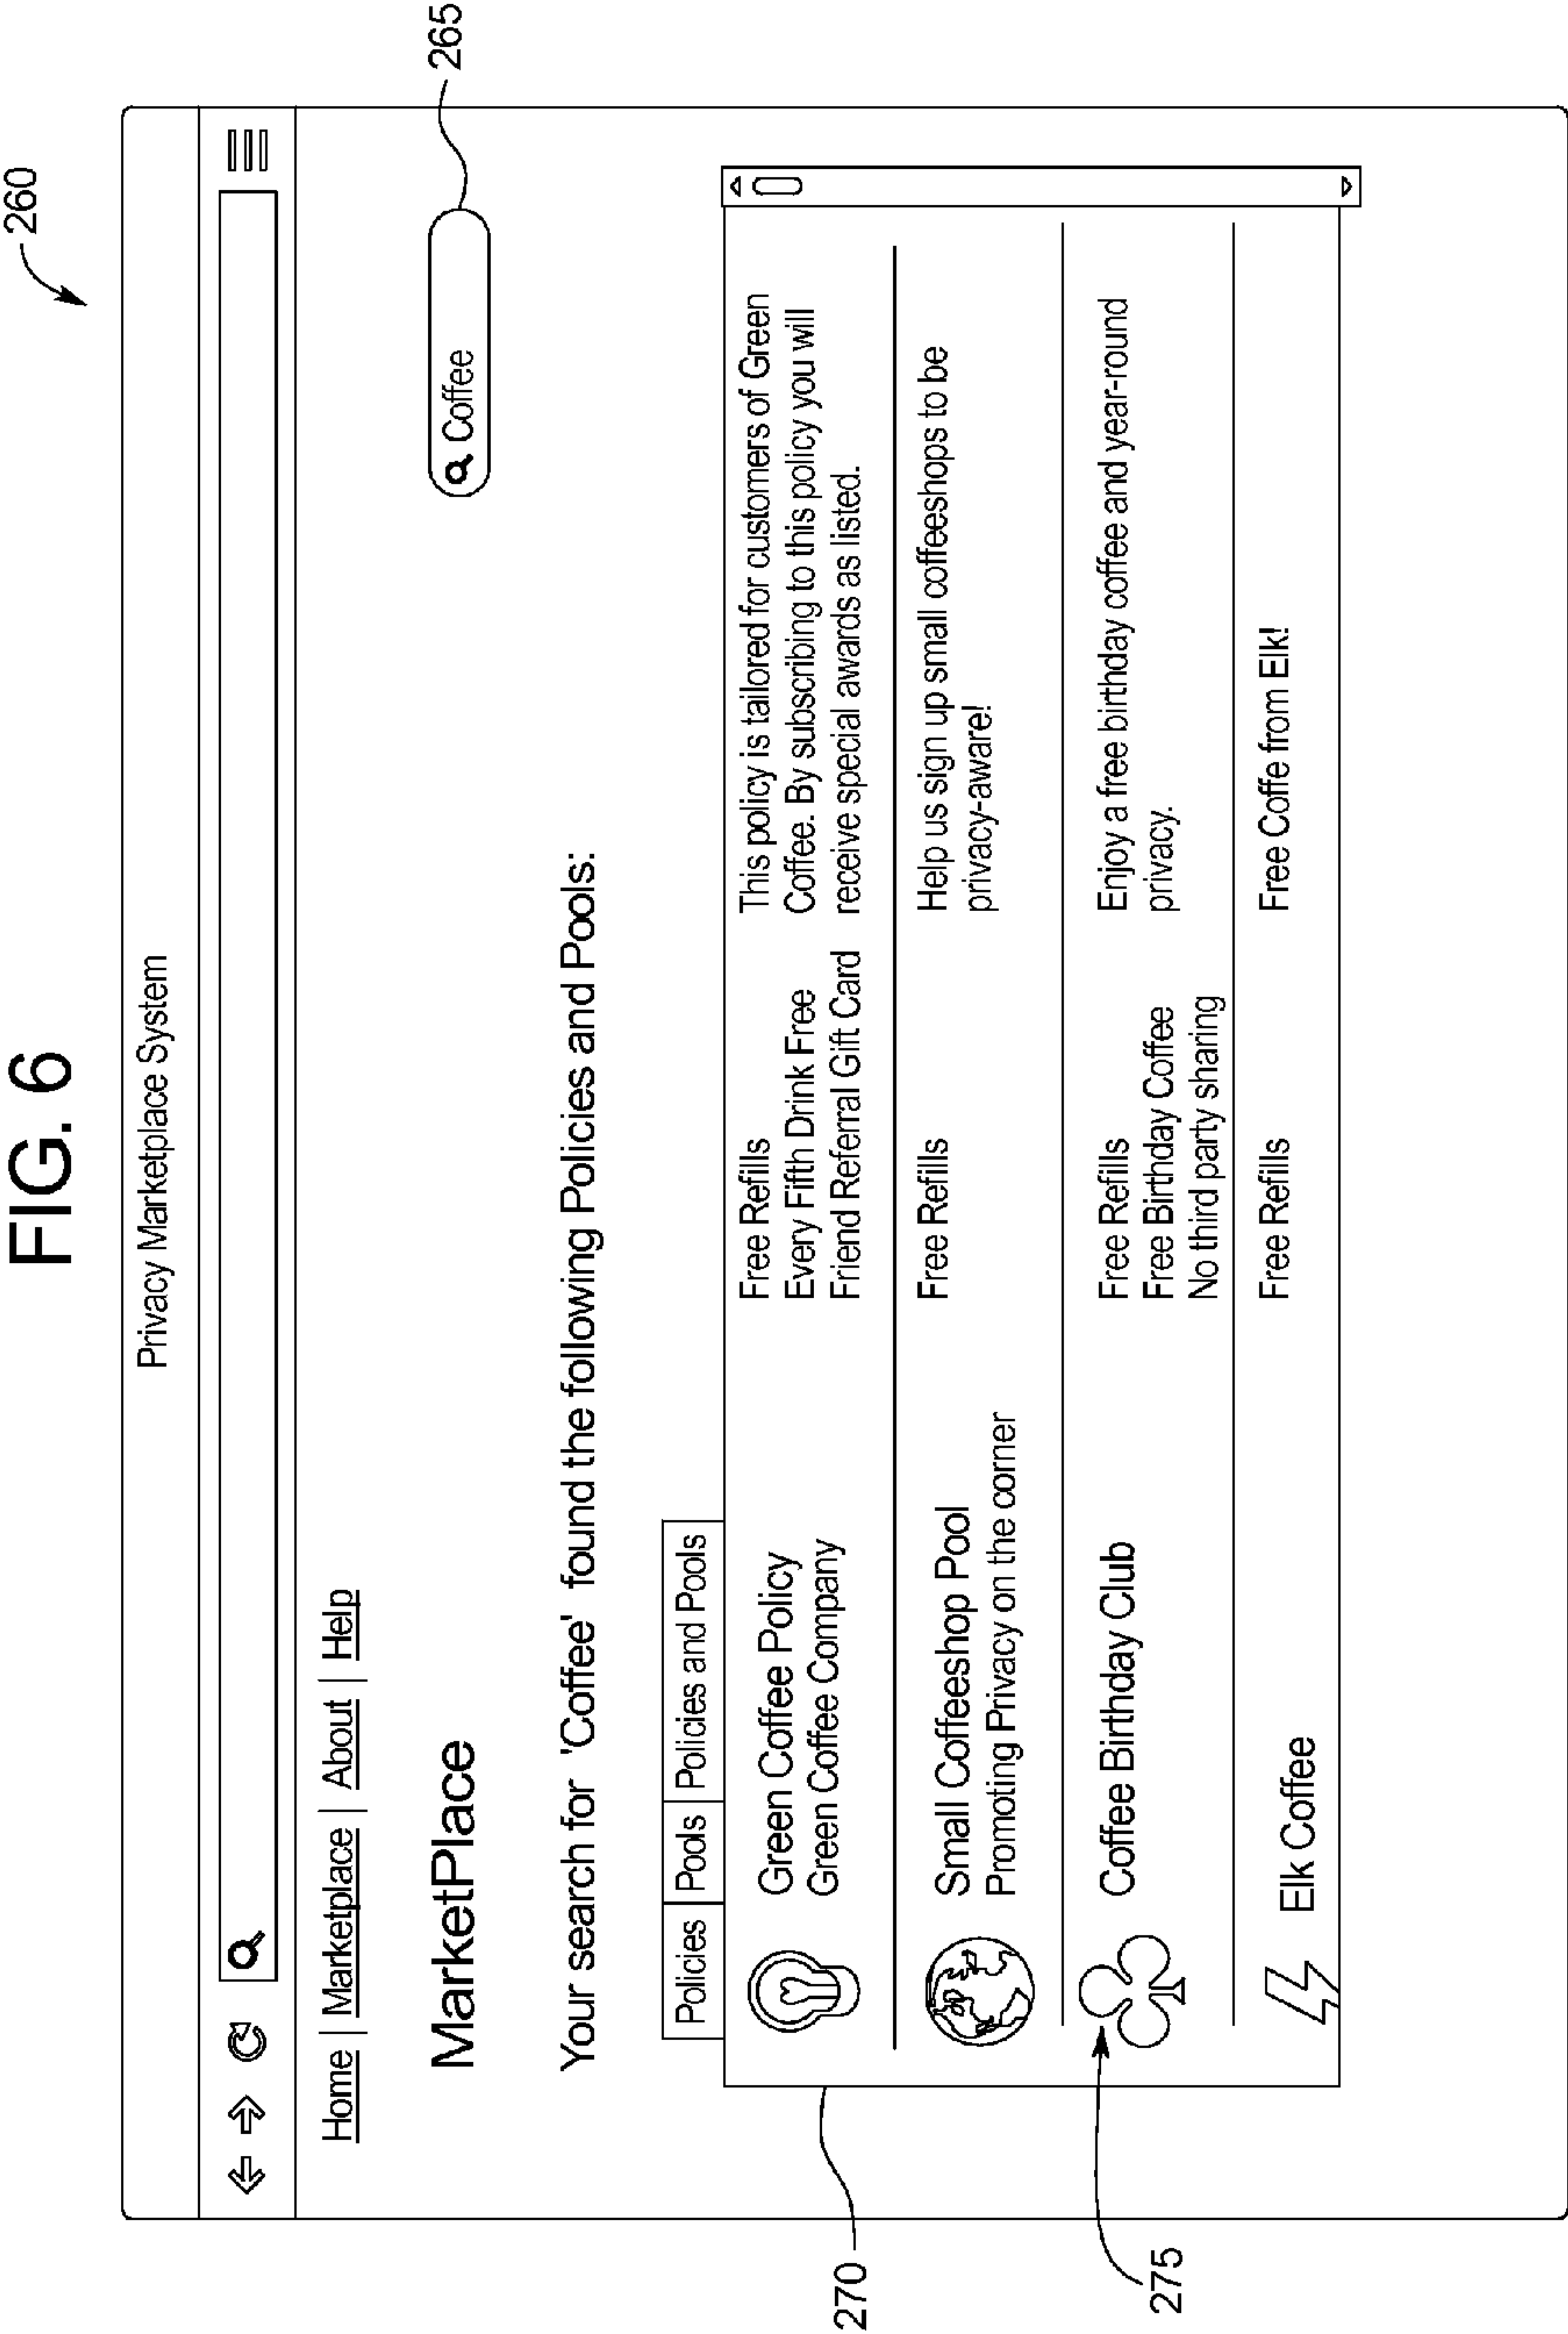 FIG. 6
260
Privacy Marketplace System
Home | Marketplace | About | Help
MarketPlace
Coffee
265
Your search for 'Coffee' found the following Policies and Pools:
Policies
Pools
Policies and Pools
270
Green Coffee Policy
Green Coffee Company
Free Refills
Every Fifth Drink Free
Friend Referral Gift Card
This policy is tailored for customers of Green
Coffee. By subscribing to this policy you will
receive special awards as listed.
Small Coffeeshop Pool
Promoting Privacy on the corner
Free Refills
Help us sign up small coffeeshops to be
privacy-aware!
275
Coffee Birthday Club
Free Refills
Free Birthday Coffee
No third party sharing
Enjoy a free birthday coffee and year-round
privacy.
Elk Coffee
Free Refills
Free Coffe from Elk!